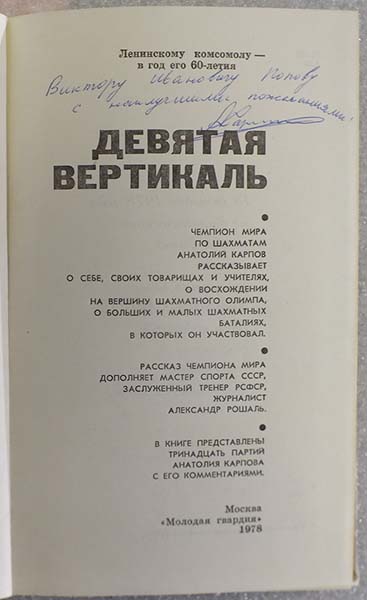 Ленинскому комсомолу —
в год его 60-летия
Виктору Ивановичу Попову
с наилучшими пожеланиями!
ДЕВЯТАЯ
ВЕРТИКАЛЬ
●
ЧЕМПИОН МИРА
ПО ШАХМАТАМ
АНАТОЛИЙ КАРПОВ
РАССКАЗЫВАЕТ
О СЕБЕ, СВОИХ ТОВАРИЩАХ И УЧИТЕЛЯХ,
О ВОСХОЖДЕНИИ
НА ВЕРШИНУ ШАХМАТНОГО ОЛИМПА,
О БОЛЬШИХ И МАЛЫХ ШАХМАТНЫХ
БАТАЛИЯХ,
В КОТОРЫХ ОН УЧАСТВОВАЛ.
●
РАССКАЗ ЧЕМПИОНА МИРА
ДОПОЛНЯЕТ МАСТЕР СПОРТА СССР,
ЗАСЛУЖЕННЫЙ ТРЕНЕР РСФСР,
ЖУРНАЛИСТ
АЛЕКСАНДР РОШАЛЬ.
●
В КНИГЕ ПРЕДСТАВЛЕНЫ
ТРИНАДЦАТЬ ПАРТИЙ
АНАТОЛИЯ КАРПОВА
С ЕГО КОММЕНТАРИЯМИ.
Москва
«Молодая гвардия»
1978